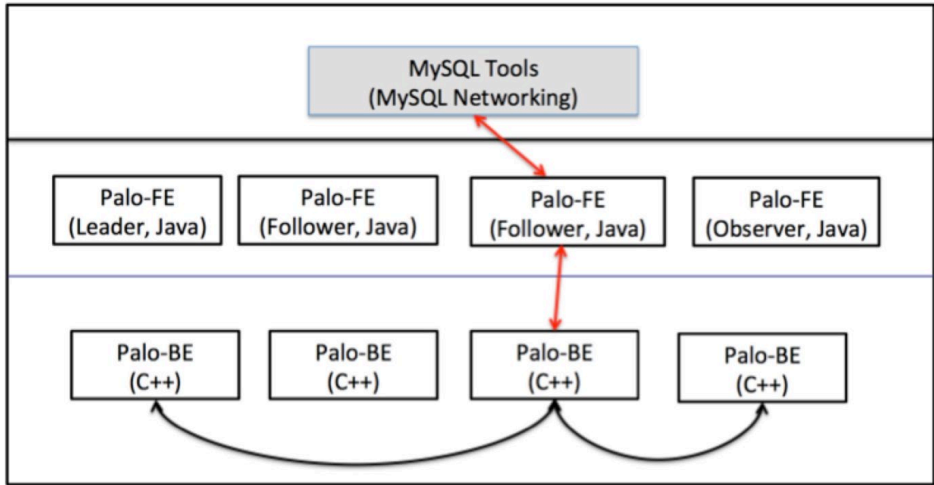 MySQL Tools
(MySQL Networking)
Palo-FE
(Leader, Java)
Palo-FE
(Follower, Java)
Palo-FE
(Follower, Java)
Palo-FE
(Observer, Java)
Palo-BE
(C++)
Palo-BE
(C++)
Palo-BE
(C++)
Palo-BE
(C++)